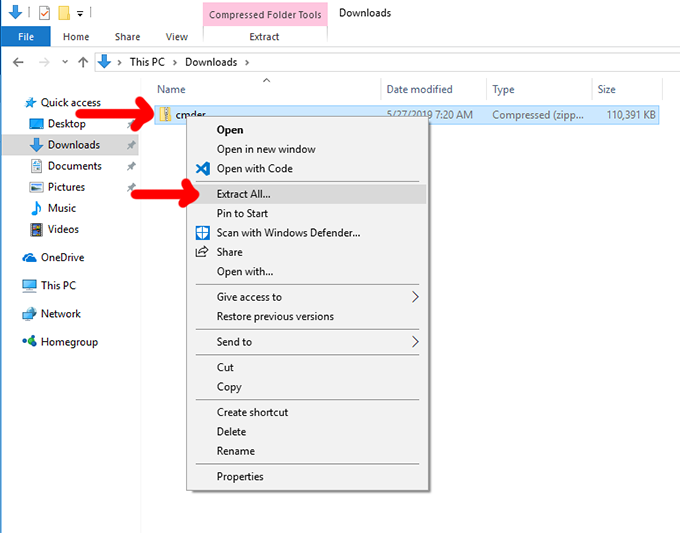 Compressed Folder Tools Downloads
File Home Share View Extract
This PC Downloads
Name Date modified Type Size
Quick access
cmder 5/27/2019 7:20 AM Compressed (zipp... 110,391 KB
Desktop
Open
Downloads
Open in new window
Documents
Open with Code
Pictures
Extract All...
Music
Pin to Start
Videos
Scan with Windows Defender...
OneDrive
Share
This PC
Open with...
Network
Give access to
Homegroup
Restore previous versions
Send to
Cut
Copy
Create shortcut
Delete
Rename
Properties